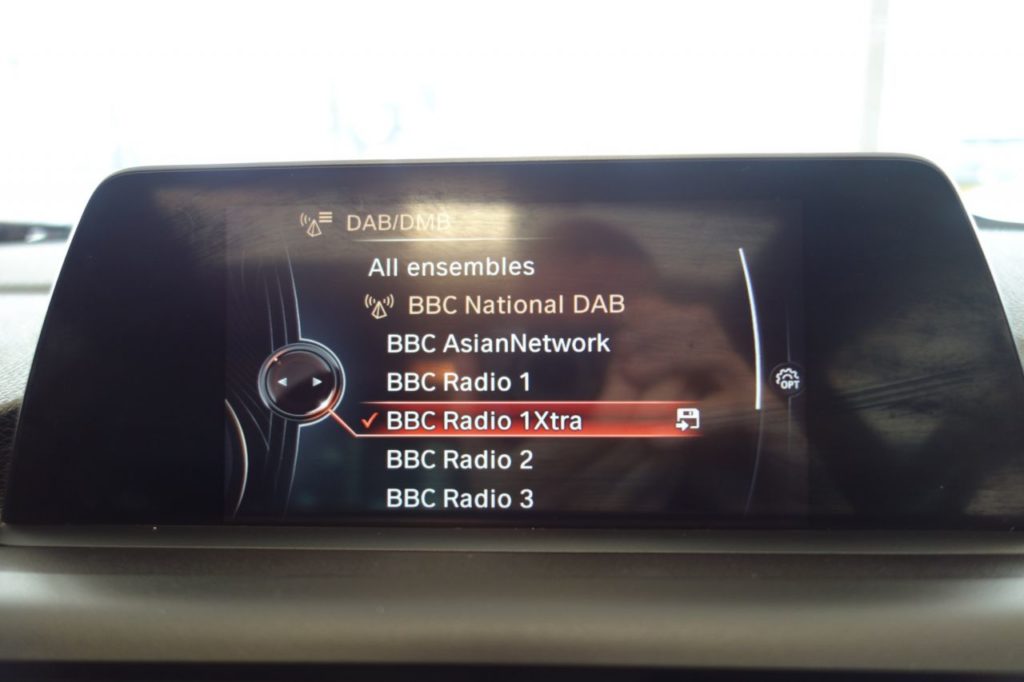 DAB/DMB
All ensembles
BBC National DAB
BBC AsianNetwork
BBC Radio 1
BBC Radio 1Xtra
OPT
BBC Radio 2
BBC Radio 3